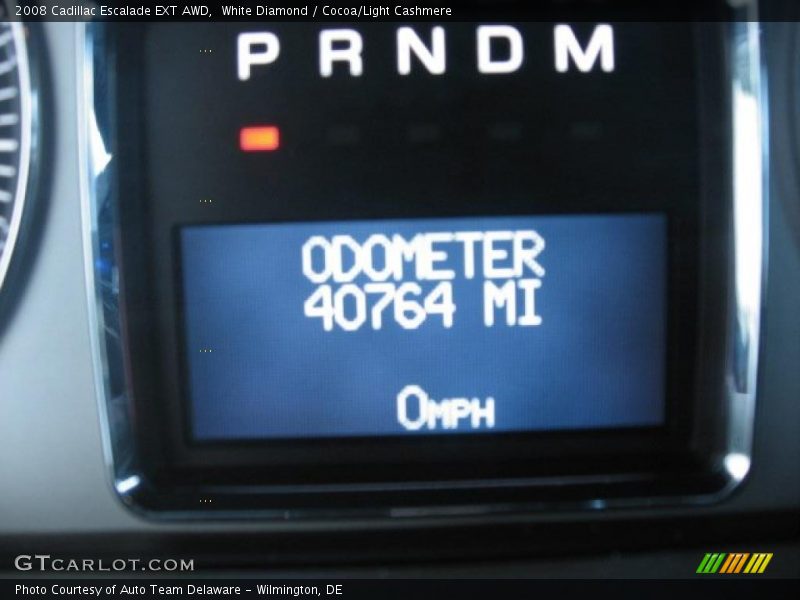 2008 Cadillac Escalade EXT AWD,  White Diamond / Cocoa/Light Cashmere
P R N D M
ODOMETER
40764 MI
0MPH
GTCARLOT.COM
Photo Courtesy of Auto Team Delaware - Wilmington, DE